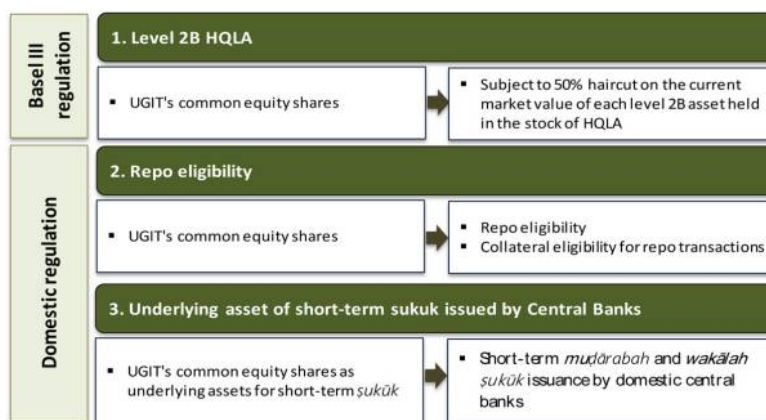 Basel III
regulation
1. Level 2B HQLA
▪ UGIT's common equity shares
▪ Subject to 50% haircut on the current
market value of each level 2B asset held
in the stock of HQLA
Domestic regulation
2. Repo eligibility
▪ UGIT's common equity shares
▪ Repo eligibility
▪ Collateral eligibility for repo transactions
3. Underlying asset of short-term sukuk issued by Central Banks
▪ UGIT's common equity shares as
underlying assets for short-term ṣukūk
▪ Short-term muḍārabah and wakālah
ṣukūk issuance by domestic central
banks